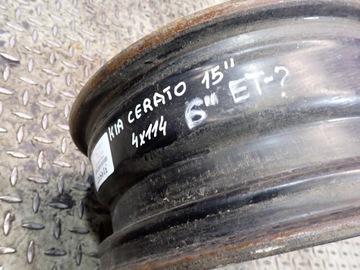 KIA CERATO 15"
4x114 6" ET-?